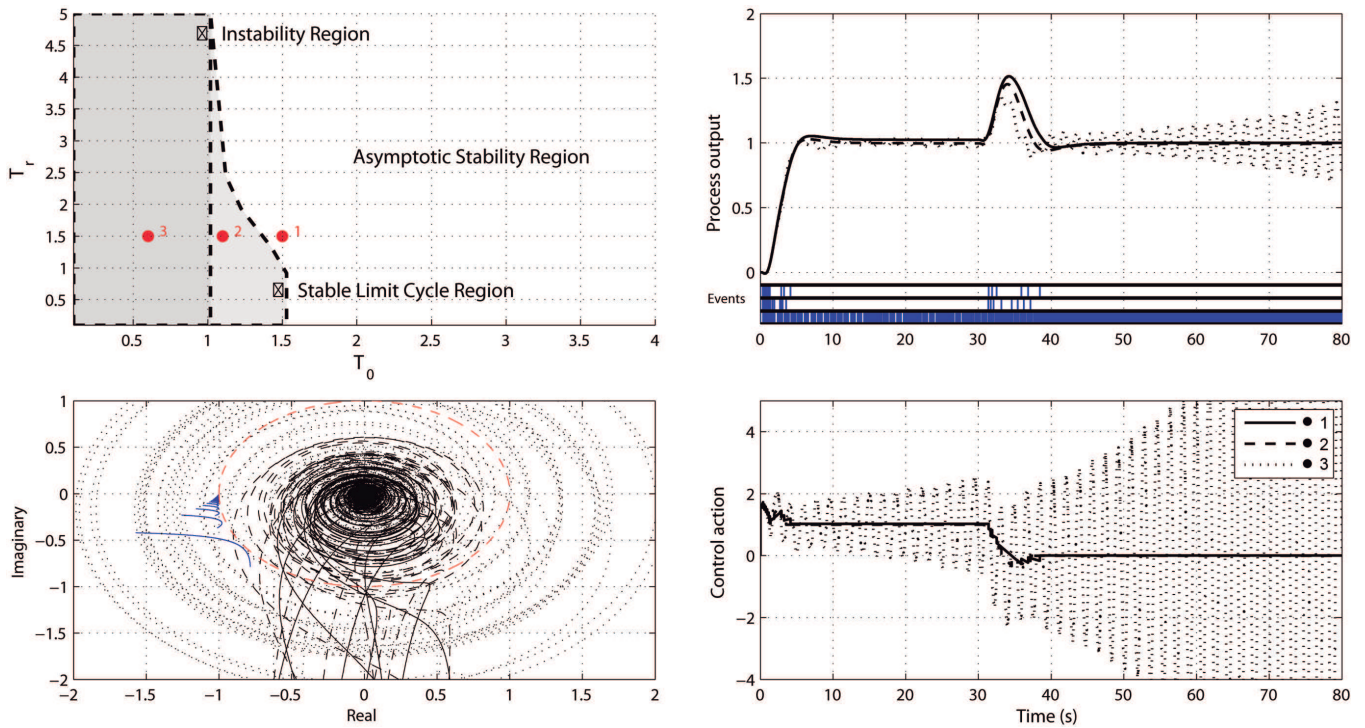 5
4.5
4
3.5
3
2.5
2
1.5
1
0.5
T_r
Instability Region
Asymptotic Stability Region
Stable Limit Cycle Region
3
2
1
0.5 1 1.5 2 2.5 3 3.5 4
T_0
2
1.5
1
0.5
0
Process output
Events
0 10 20 30 40 50 60 70 80
1
0.5
0
−0.5
−1
−1.5
−2
Imaginary
−2 −1.5 −1 −0.5 0 0.5 1 1.5 2
Real
4
2
0
−2
−4
Control action
1
2
3
0 10 20 30 40 50 60 70 80
Time (s)